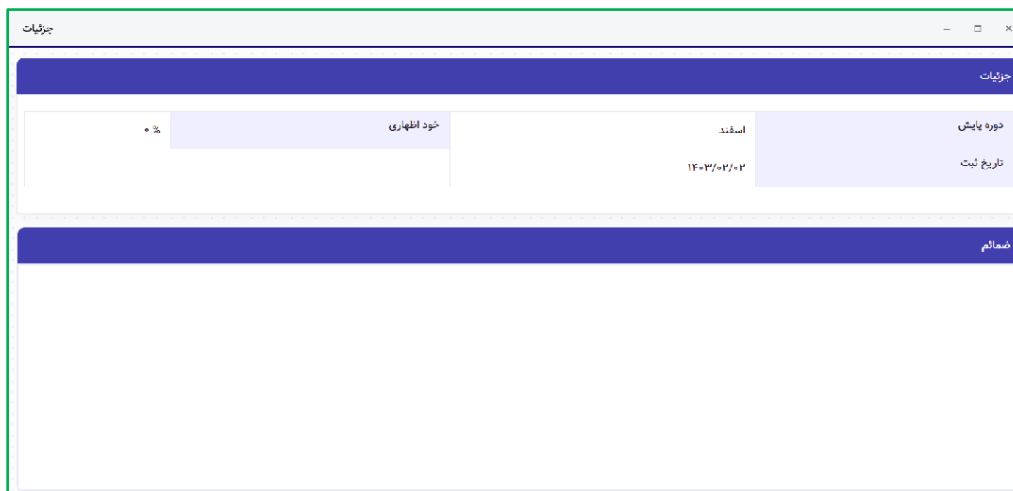 جزئیات
جزئیات
دوره پایش اسفند خود اظهاری % ۰
تاریخ ثبت ۱۴۰۳/۰۲/۰۲
ضمائم